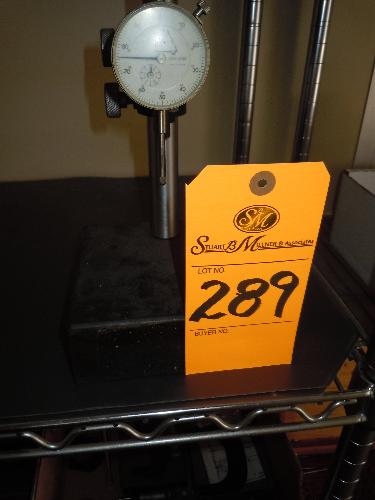 SM
STUART B. MILLNER & ASSOCIATES
LOT NO.
289
BUYER NO.